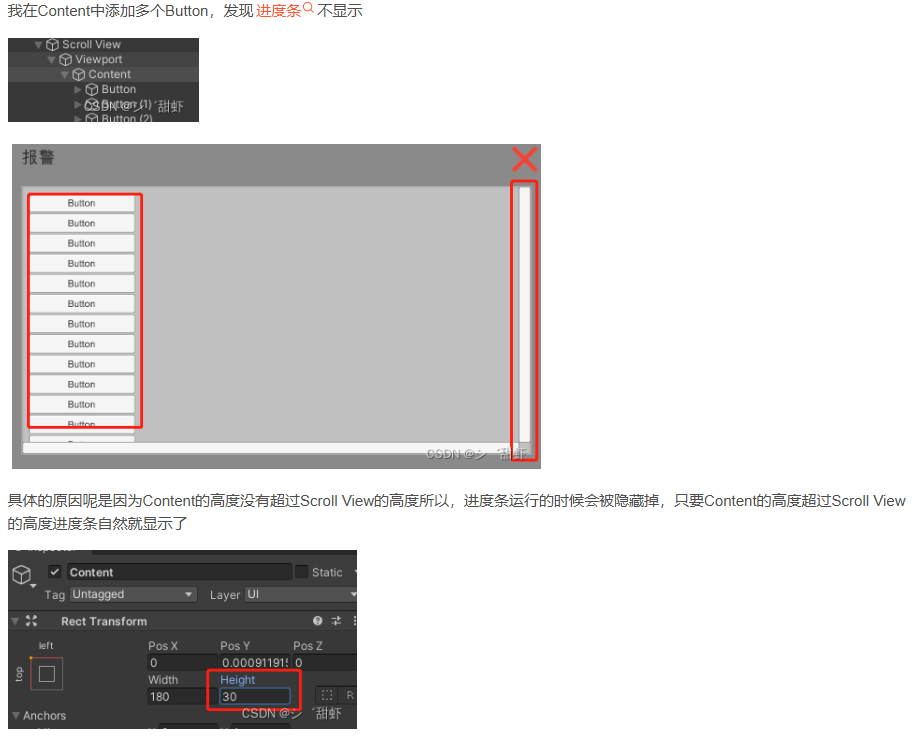 我在Content中添加多个Button，发现 进度条 不显示
Scroll View
Viewport
Content
Button
Button (1)
CSDN @シ゛甜虾
Button (2)
报警
Button
Button
Button
Button
Button
Button
Button
Button
Button
Button
Button
Button
CSDN @シ゛甜虾
具体的原因呢是因为Content的高度没有超过Scroll View的高度所以，进度条运行的时候会被隐藏掉，只要Content的高度超过Scroll View
的高度进度条自然就显示了
Inspector
Content Static
Tag Untagged Layer UI
Rect Transform
left Pos X Pos Y Pos Z
0 0.000911915 0
top Width Height
180 30 R
CSDN @シ゛甜虾
Anchors